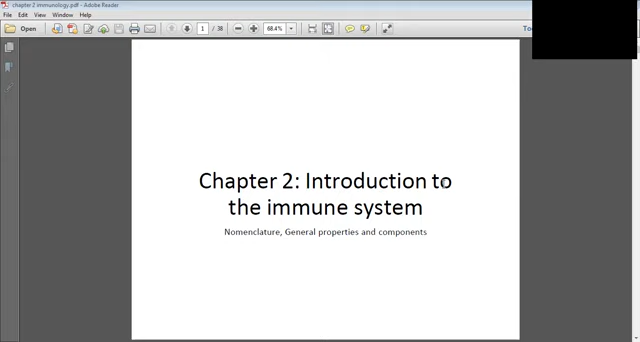 chapter 2 immunology.pdf - Adobe Reader
File Edit View Window Help
Open 1 / 38 68.4% To
Chapter 2: Introduction to
the immune system
Nomenclature, General properties and components